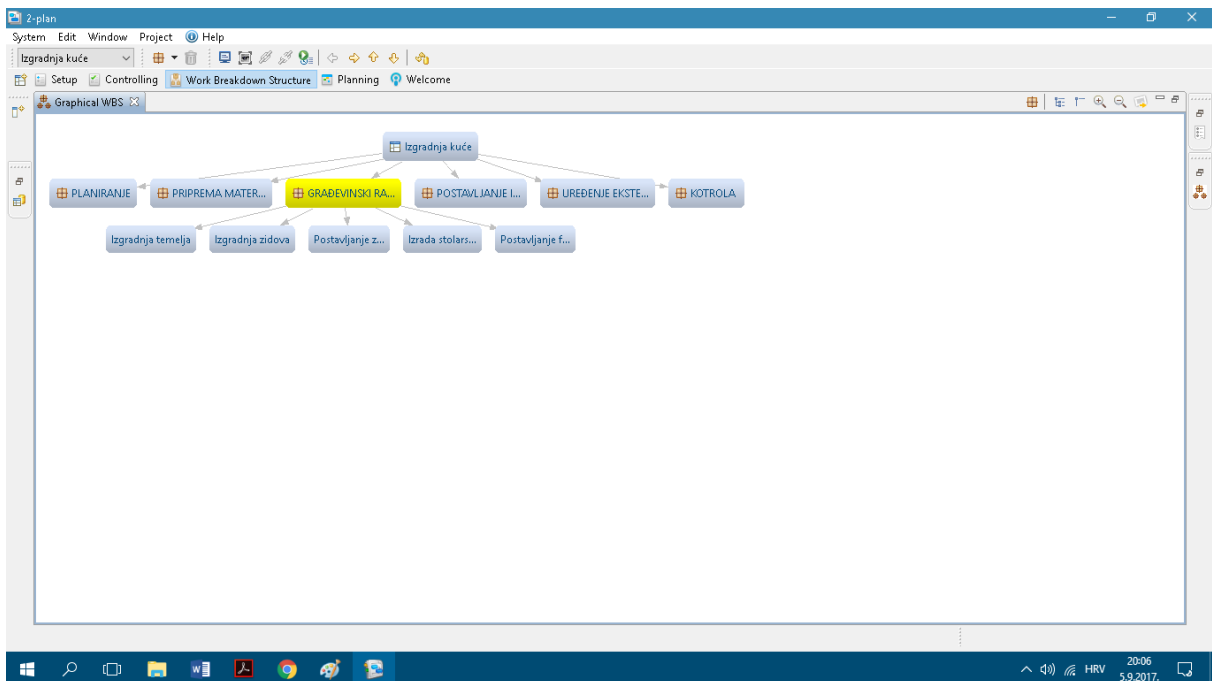 2-plan
System Edit Window Project Help
Izgradnja kuće
Setup Controlling Work Breakdown Structure Planning Welcome
Graphical WBS
Izgradnja kuće
PLANIRANJE PRIPREMA MATER... GRAĐEVINSKI RA... POSTAVLJANJE I... UREĐENJE EKSTE... KOTROLA
Izgradnja temelja Izgradnja zidova Postavljanje z... Izrada stolars... Postavljanje f...
HRV 20:06
5.9.2017.